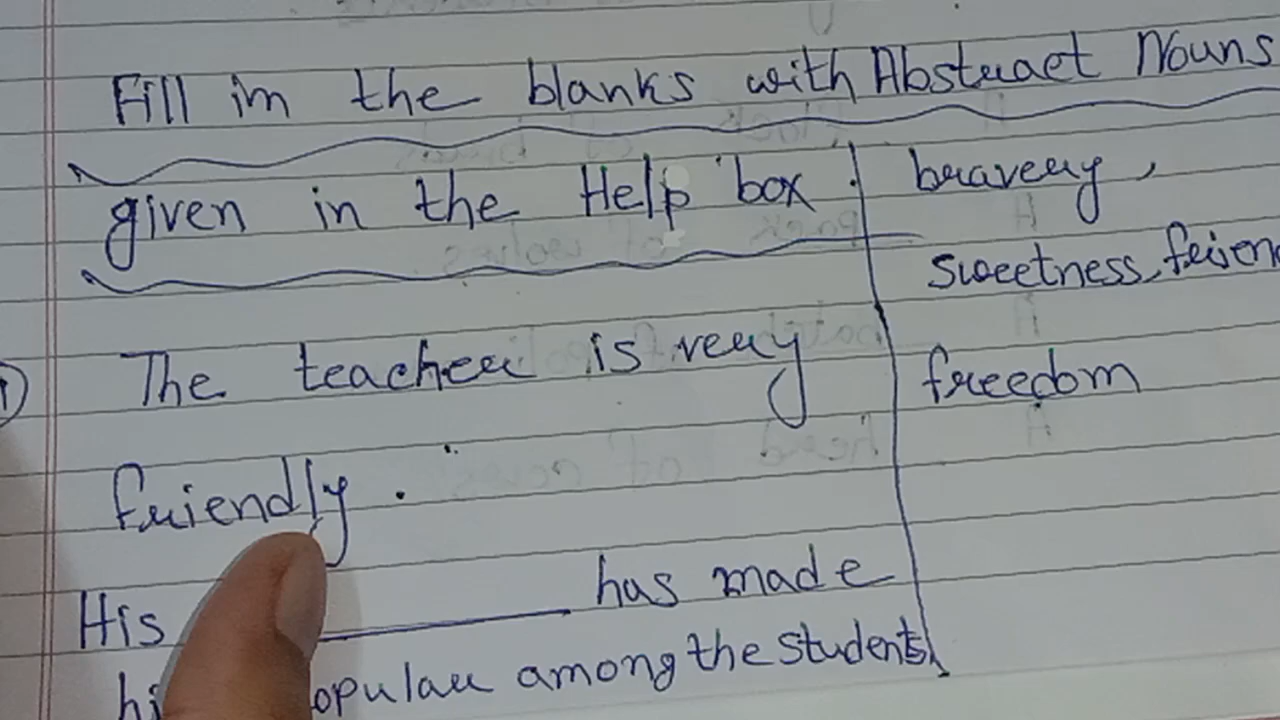 Fill in the blanks with Abstract Nouns
given in the Help box.
bravery,
sweetness,
The teacher is very
freedom
friendly.
His has made
among the students